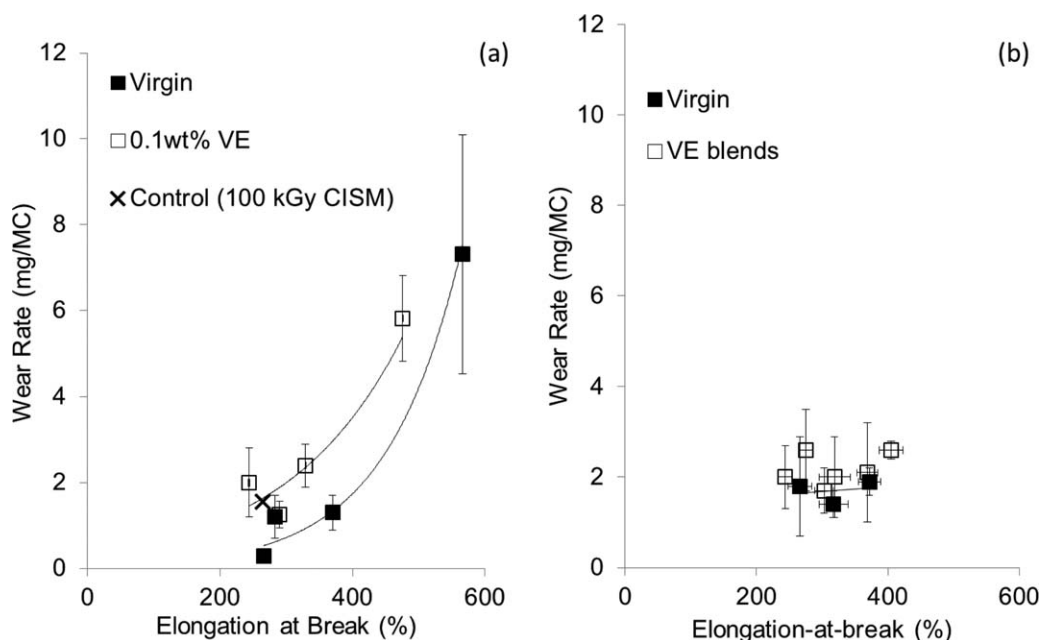 (a)
Wear Rate (mg/MC)
12
10
8
6
4
2
0
Virgin
0.1wt% VE
Control (100 kGy CISM)
0 200 400 600
Elongation at Break (%)
(b)
Wear Rate (mg/MC)
12
10
8
6
4
2
0
Virgin
VE blends
0 200 400 600
Elongation-at-break (%)